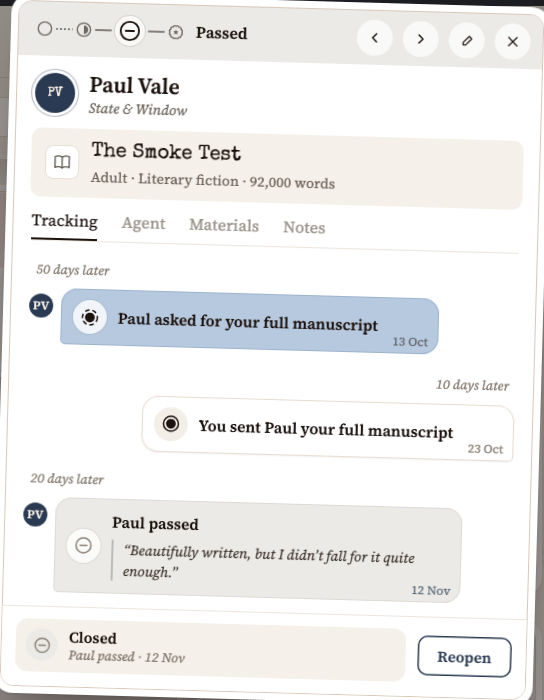 Passed
PV
Paul Vale
State & Window
The Smoke Test
Adult · Literary fiction · 92,000 words
Tracking Agent Materials Notes
50 days later
PV
Paul asked for your full manuscript
13 Oct
10 days later
You sent Paul your full manuscript
23 Oct
20 days later
PV
Paul passed
“Beautifully written, but I didn’t fall for it quite
enough.”
12 Nov
Closed
Paul passed · 12 Nov
Reopen